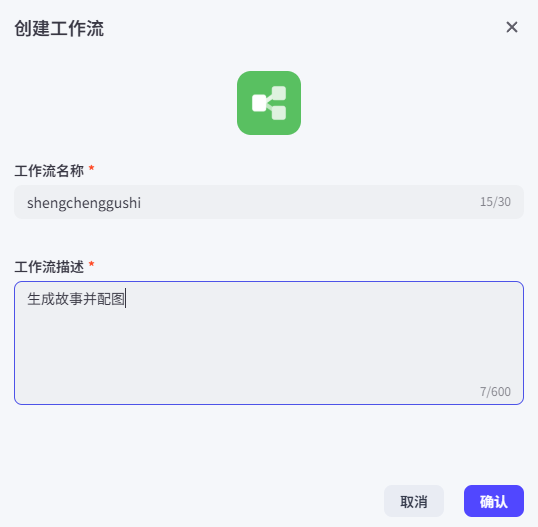 创建工作流
工作流名称 *
shengchenggushi
15/30
工作流描述 *
生成故事并配图
7/600
取消
确认